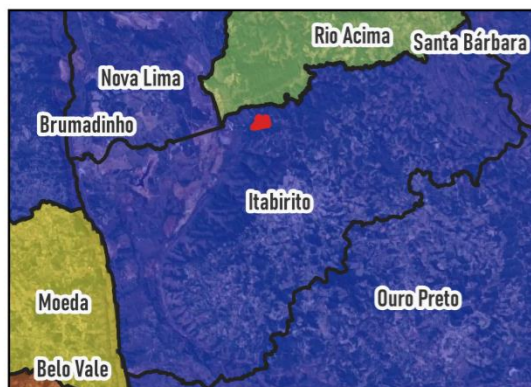 Rio Acima
Santa Bárbara
Nova Lima
Brumadinho
Itabirito
Moeda
Ouro Preto
Belo Vale